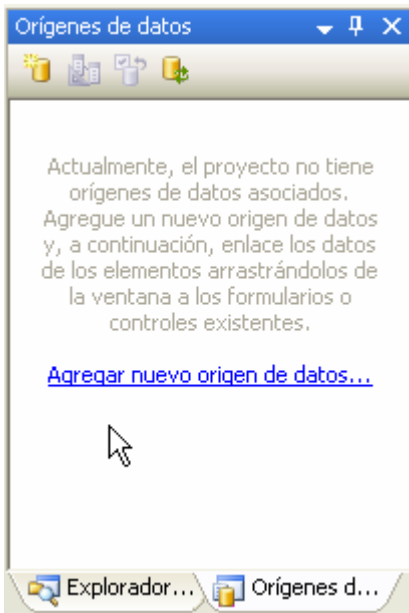 Orígenes de datos
Actualmente, el proyecto no tiene
orígenes de datos asociados.
Agregue un nuevo origen de datos
y, a continuación, enlace los datos
de los elementos arrastrándolos de
la ventana a los formularios o
controles existentes.
Agregar nuevo origen de datos...
Explorador... Orígenes d...